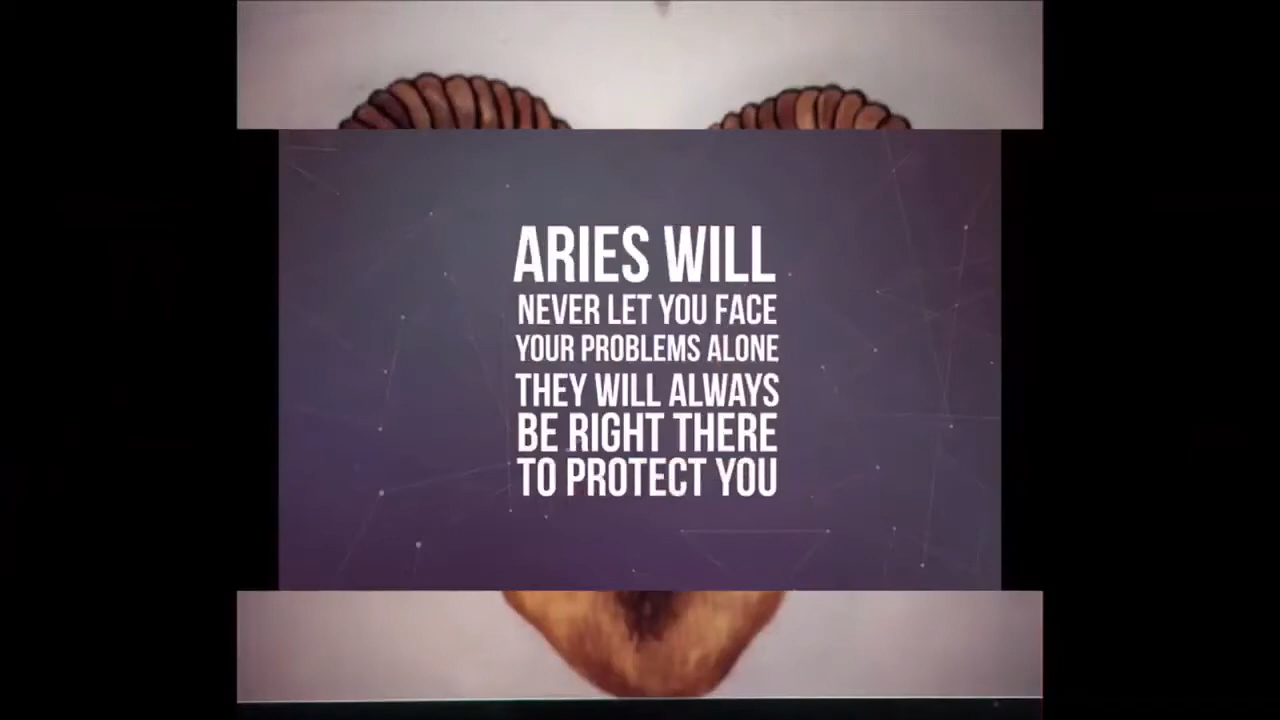 ARIES WILL
NEVER LET YOU FACE
YOUR PROBLEMS ALONE
THEY WILL ALWAYS
BE RIGHT THERE
TO PROTECT YOU